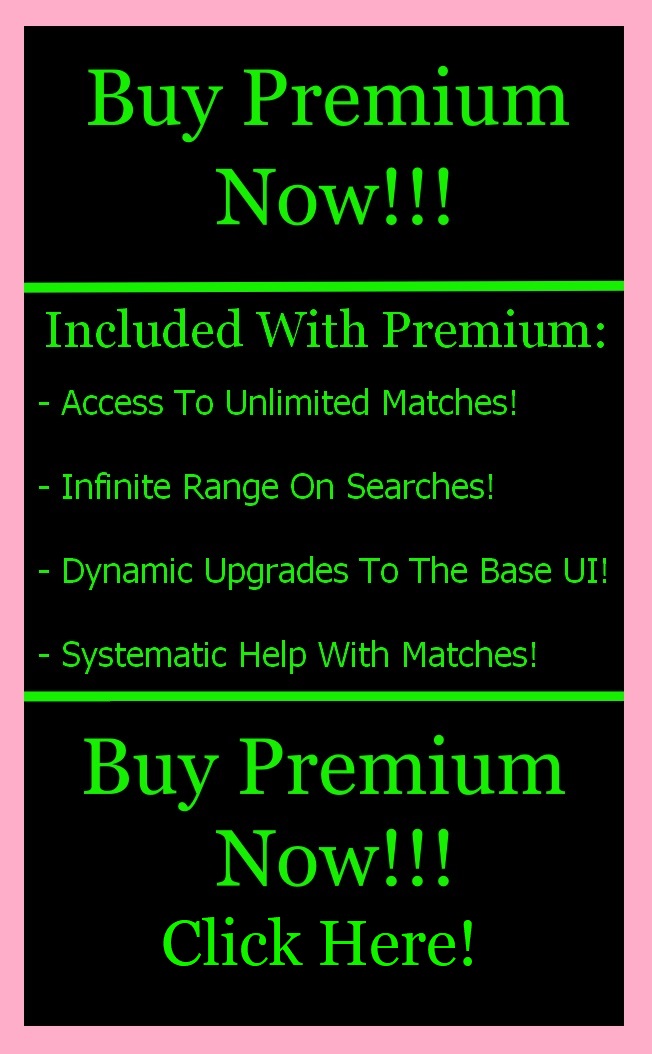 Buy Premium
Now!!!
Included With Premium:
- Access To Unlimited Matches!
- Infinite Range On Searches!
- Dynamic Upgrades To The Base UI!
- Systematic Help With Matches!
Buy Premium
Now!!!
Click Here!